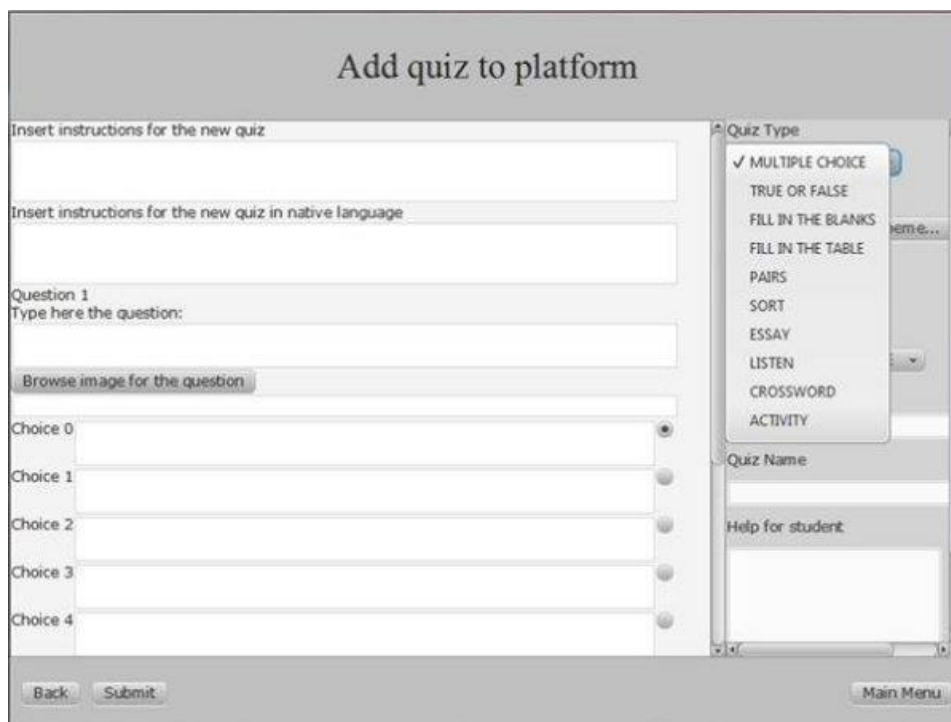 Add quiz to platform
Insert instructions for the new quiz
Insert instructions for the new quiz in native language
Question 1
Type here the question:
Browse image for the question
Choice 0
Choice 1
Choice 2
Choice 3
Choice 4
Quiz Type
✓ MULTIPLE CHOICE
TRUE OR FALSE
FILL IN THE BLANKS
FILL IN THE TABLE
PAIRS
SORT
ESSAY
LISTEN
CROSSWORD
ACTIVITY
Quiz Name
Help for student
Back
Submit
Main Menu